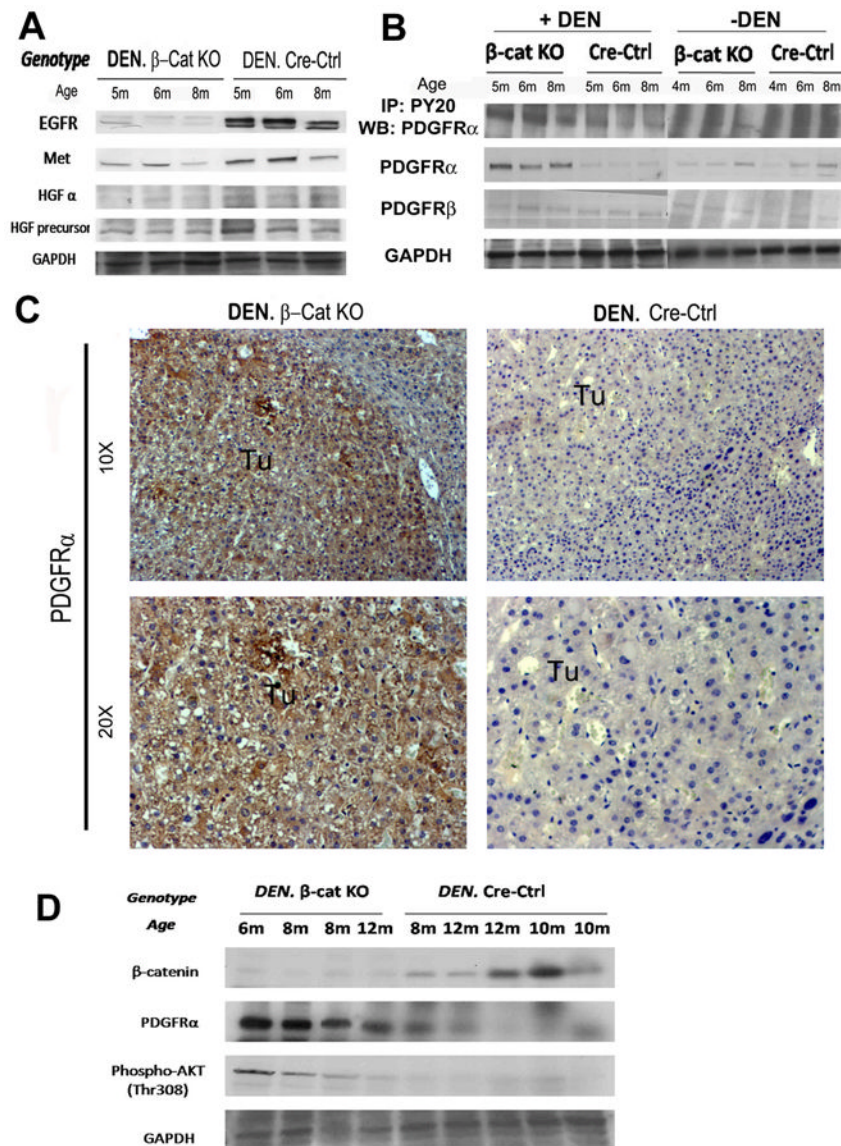 A
Genotype DEN. β–Cat KO DEN. Cre-Ctrl
Age 5m 6m 8m 5m 6m 8m
EGFR
Met
HGF α
HGF precursor
GAPDH
B
+ DEN -DEN
β-cat KO Cre-Ctrl β-cat KO Cre-Ctrl
Age 5m 6m 8m 5m 6m 8m 4m 6m 8m 4m 6m 8m
IP: PY20
WB: PDGFRα
PDGFRα
PDGFRβ
GAPDH
C
DEN. β–Cat KO DEN. Cre-Ctrl
PDGFRα
10X
Tu Tu
20X
Tu Tu
D
Genotype DEN. β-cat KO DEN. Cre-Ctrl
Age 6m 8m 8m 12m 8m 12m 12m 10m 10m
β-catenin
PDGFRα
Phospho-AKT
(Thr308)
GAPDH